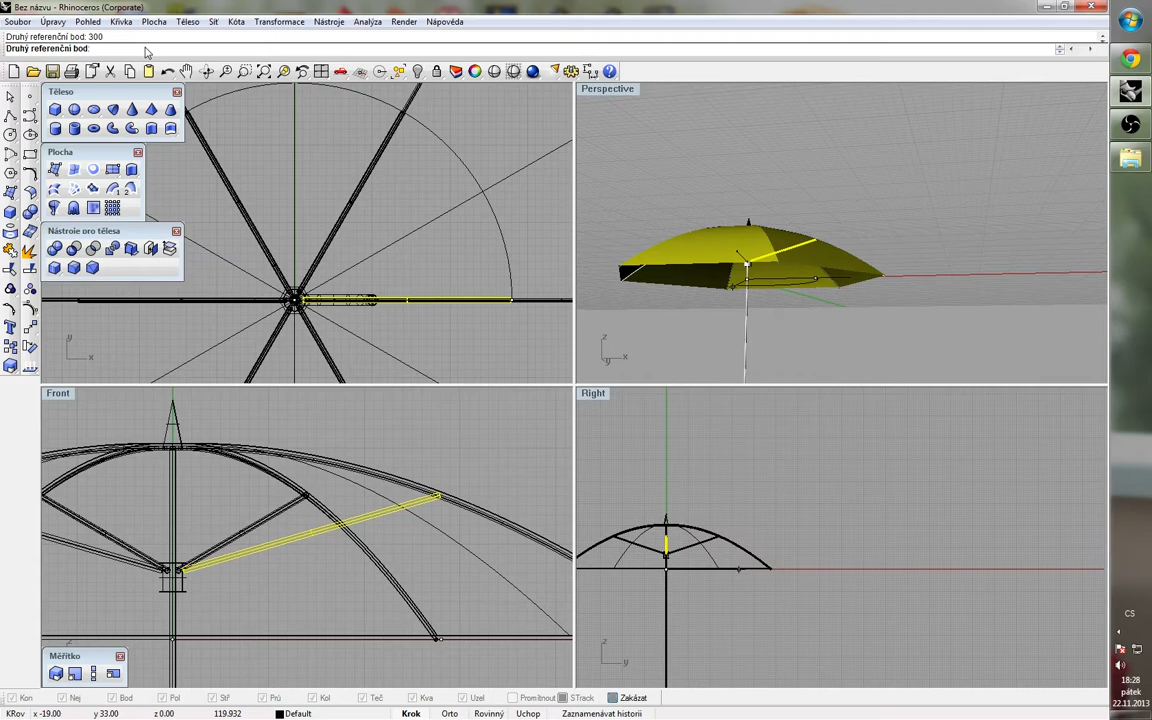 Bez názvu - Rhinoceros (Corporate)
Soubor Úpravy Pohled Křivka Plocha Těleso Síť Kóta Transformace Nástroje Analýza Render Nápověda
Druhý referenční bod: 300
Druhý referenční bod:
Těleso
Plocha
Nástroje pro tělesa
Měřítko
Perspective
Front
Right
y
x
z
x
y
z
y
Kon Nej Bod Pol Stř Prů Kol Teč Kva Uzel Promítnout STrack Zakázat
KRov x -19.00 y 33.00 z 0.00 119.932 Default Krok Orto Rovinný Uchop Zaznamenávat historii
CS
18:28
pátek
22.11.2013